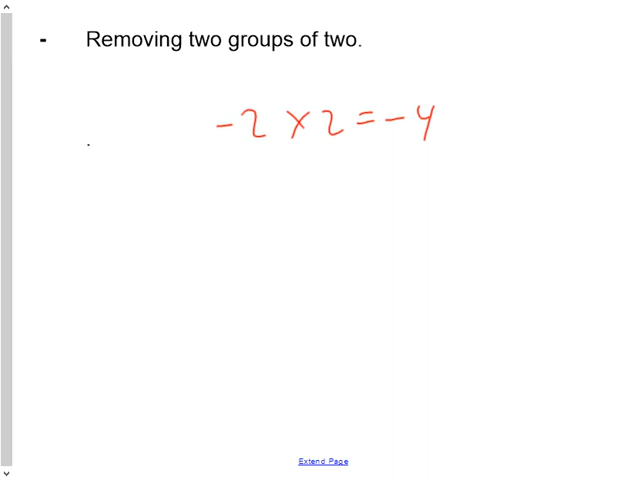 - Removing two groups of two.
-2 × 2 = -4
Extend Page